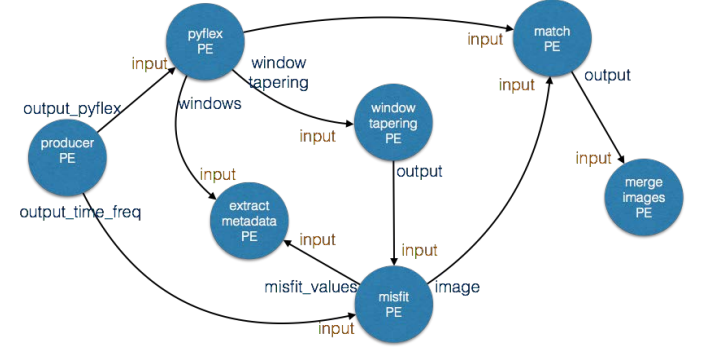 pyflex
PE
match
PE
input
input
window
tapering
output
input
windows
window
tapering
PE
output_pyflex
input
producer
PE
input
output
input
merge
images
PE
output_time_freq
extract
metadata
PE
input
input
misfit_values
misfit
PE
image
input